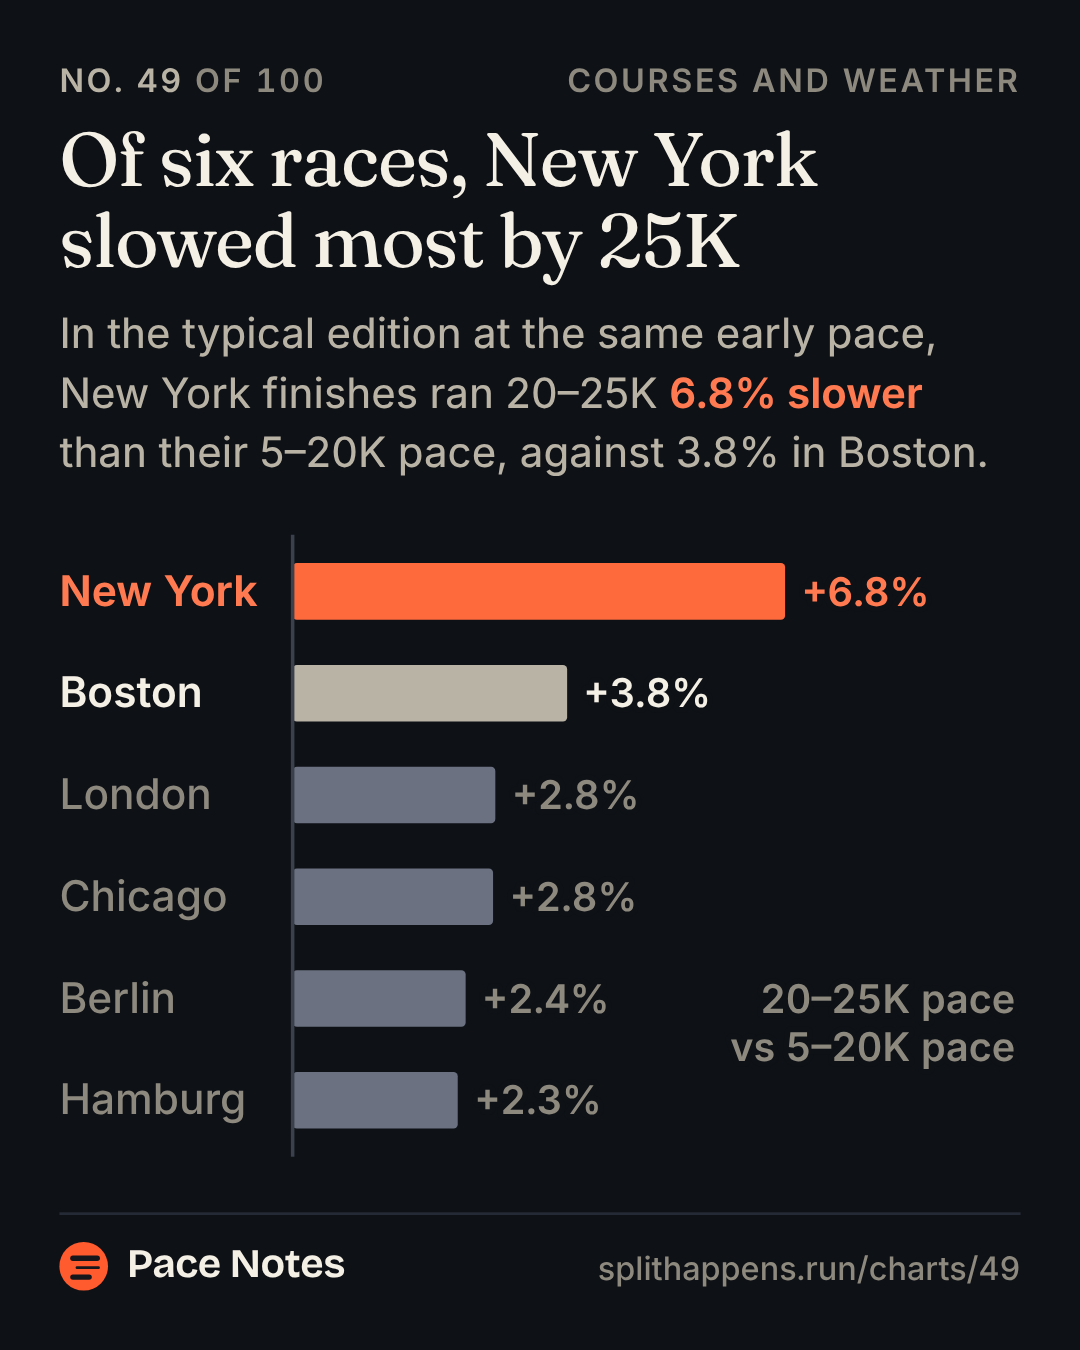 NO. 49 OF 100
COURSES AND WEATHER
Of six races, New York
slowed most by 25K
In the typical edition at the same early pace,
New York finishes ran 20–25K 6.8% slower
than their 5–20K pace, against 3.8% in Boston.
New York +6.8%
Boston +3.8%
London +2.8%
Chicago +2.8%
Berlin +2.4%
Hamburg +2.3%
20–25K pace
vs 5–20K pace
Pace Notes
splithappens.run/charts/49